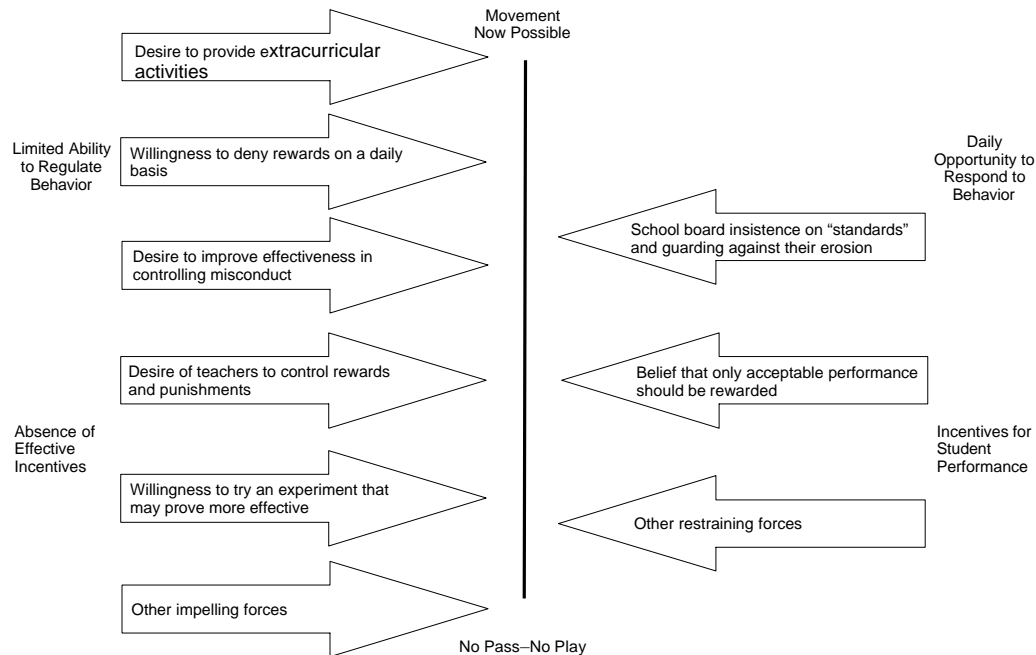 Movement
Now Possible
Desire to provide extracurricular
activities
Limited Ability
to Regulate
Behavior
Willingness to deny rewards on a daily
basis
Desire to improve effectiveness in
controlling misconduct
Absence of
Effective
Incentives
Desire of teachers to control rewards
and punishments
Willingness to try an experiment that
may prove more effective
Other impelling forces
Daily
Opportunity to
Respond to
Behavior
School board insistence on “standards”
and guarding against their erosion
Belief that only acceptable performance
should be rewarded
Incentives for
Student
Performance
Other restraining forces
No Pass–No Play